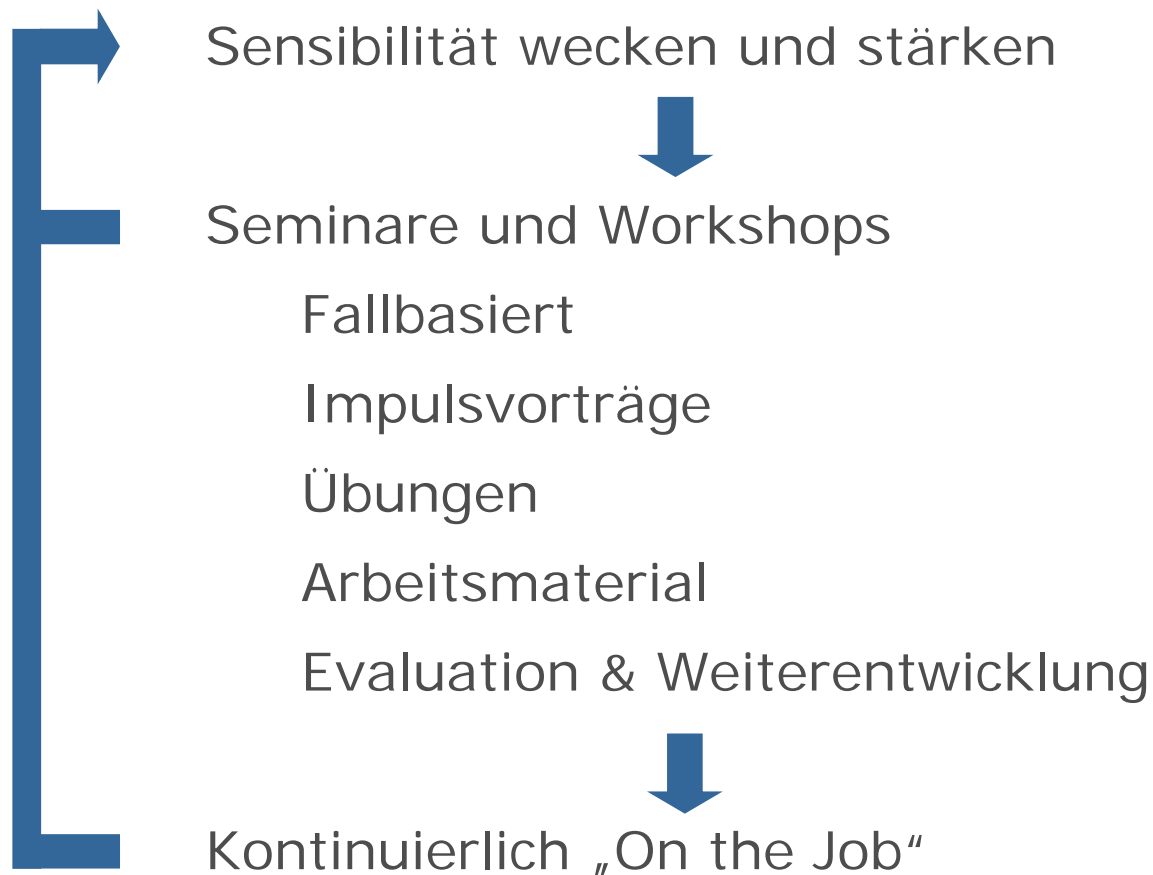 Sensibilität wecken und stärken
Seminare und Workshops
Fallbasiert
Impulsvorträge
Übungen
Arbeitsmaterial
Evaluation & Weiterentwicklung
Kontinuierlich „On the Job“